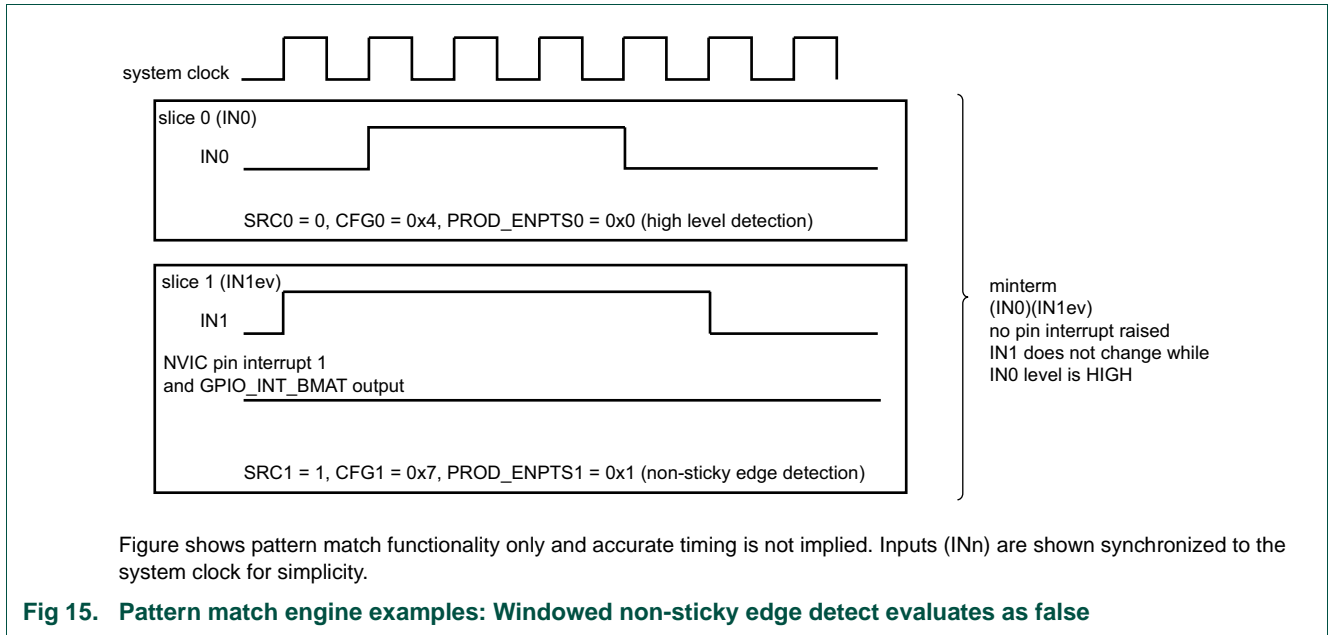 system clock
slice 0 (IN0)
IN0
SRC0 = 0, CFG0 = 0x4, PROD_ENPTS0 = 0x0 (high level detection)
slice 1 (IN1ev)
IN1
NVIC pin interrupt 1
and GPIO_INT_BMAT output
SRC1 = 1, CFG1 = 0x7, PROD_ENPTS1 = 0x1 (non-sticky edge detection)
minterm
(IN0)(IN1ev)
no pin interrupt raised
IN1 does not change while
IN0 level is HIGH
Figure shows pattern match functionality only and accurate timing is not implied. Inputs (INn) are shown synchronized to the
system clock for simplicity.
Fig 15. Pattern match engine examples: Windowed non-sticky edge detect evaluates as false